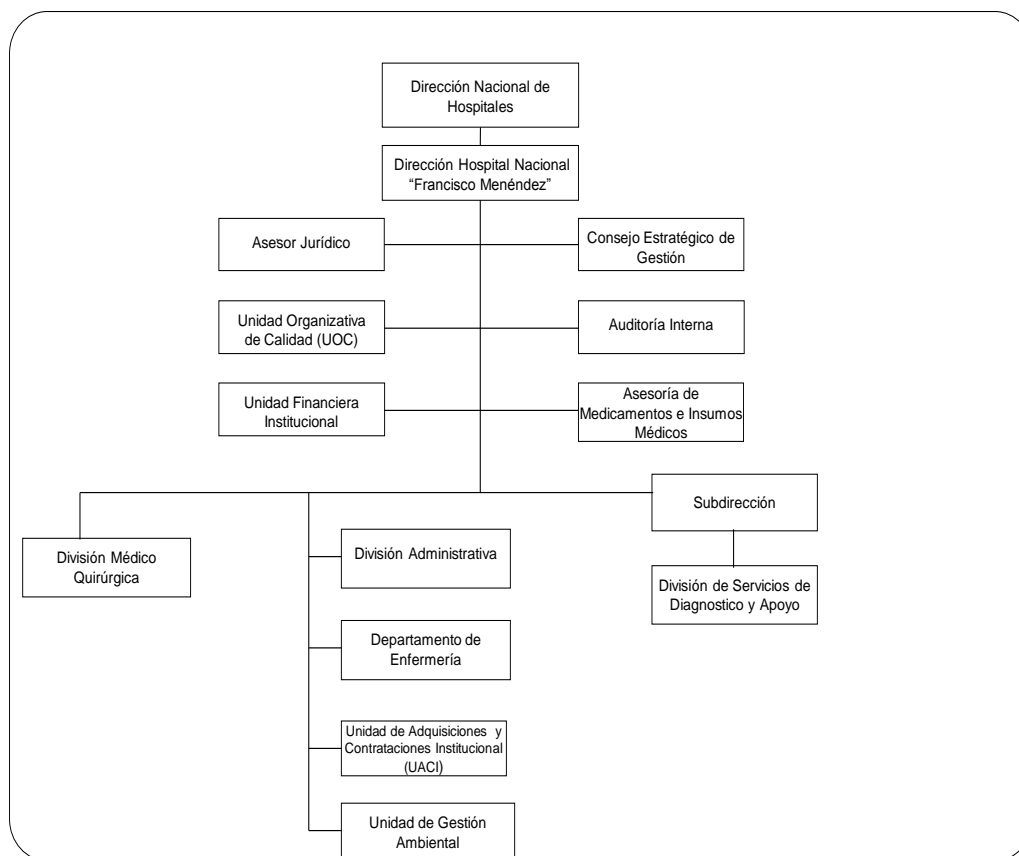 Dirección Nacional de
Hospitales
Dirección Hospital Nacional
“Francisco Menéndez”
Asesor Jurídico
Consejo Estratégico de
Gestión
Unidad Organizativa
de Calidad (UOC)
Auditoría Interna
Unidad Financiera
Institucional
Asesoría de
Medicamentos e Insumos
Médicos
Subdirección
División Médico
Quirúrgica
División Administrativa
División de Servicios de
Diagnostico y Apoyo
Departamento de
Enfermería
Unidad de Adquisiciones y
Contrataciones Institucional
(UACI)
Unidad de Gestión
Ambiental